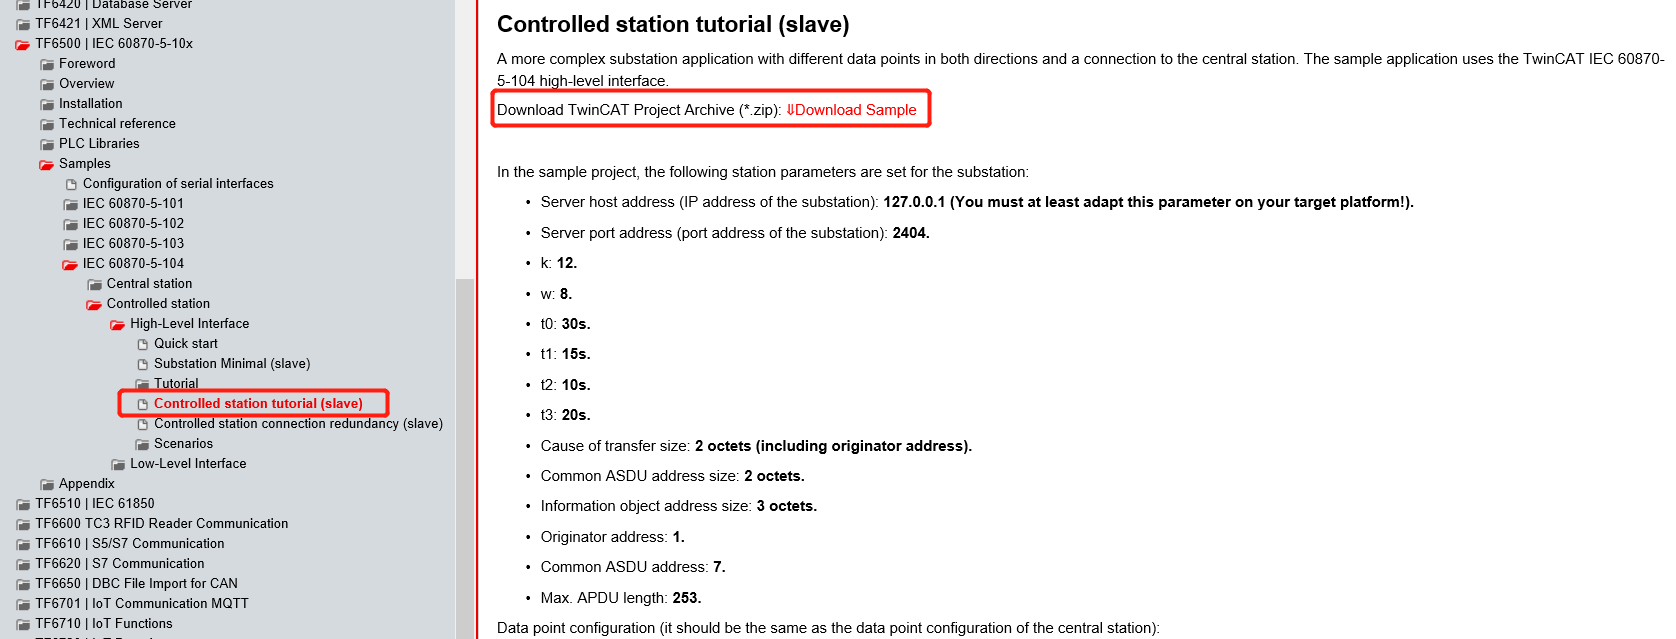 TF6420 | Database Server
TF6421 | XML Server
TF6500 | IEC 60870-5-10x
Foreword
Overview
Installation
Technical reference
PLC Libraries
Samples
Configuration of serial interfaces
IEC 60870-5-101
IEC 60870-5-102
IEC 60870-5-103
IEC 60870-5-104
Central station
Controlled station
High-Level Interface
Quick start
Substation Minimal (slave)
Tutorial
Controlled station tutorial (slave)
Controlled station connection redundancy (slave)
Scenarios
Low-Level Interface
Appendix
TF6510 | IEC 61850
TF6600 TC3 RFID Reader Communication
TF6610 | S5/S7 Communication
TF6620 | S7 Communication
TF6650 | DBC File Import for CAN
TF6701 | IoT Communication MQTT
TF6710 | IoT Functions
Controlled station tutorial (slave)
A more complex substation application with different data points in both directions and a connection to the central station. The sample application uses the TwinCAT IEC 60870-
5-104 high-level interface.
Download TwinCAT Project Archive (*.zip): ⇓Download Sample
In the sample project, the following station parameters are set for the substation:
• Server host address (IP address of the substation): 127.0.0.1 (You must at least adapt this parameter on your target platform!).
• Server port address (port address of the substation): 2404.
• k: 12.
• w: 8.
• t0: 30s.
• t1: 15s.
• t2: 10s.
• t3: 20s.
• Cause of transfer size: 2 octets (including originator address).
• Common ASDU address size: 2 octets.
• Information object address size: 3 octets.
• Originator address: 1.
• Common ASDU address: 7.
• Max. APDU length: 253.
Data point configuration (it should be the same as the data point configuration of the central station):